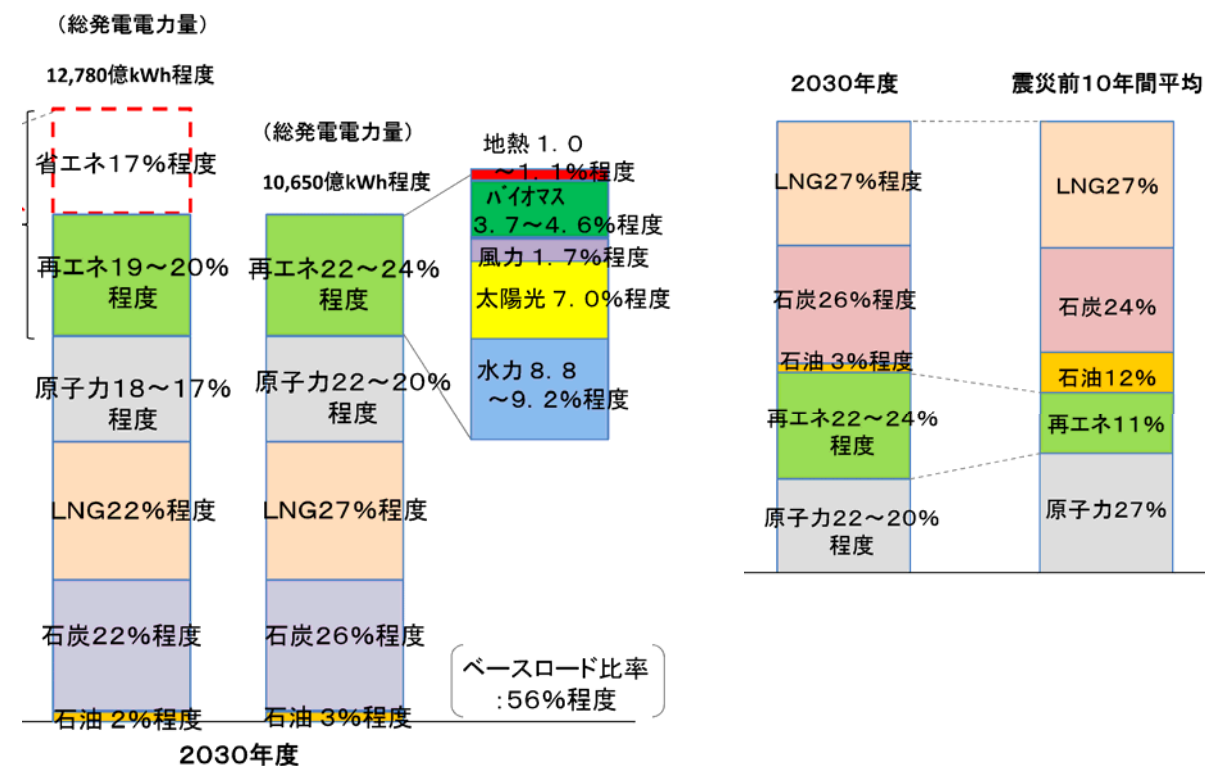 (総発電電力量)
12,780億kWh程度
省エネ17%程度
再エネ19～20%
程度
原子力18～17%
程度
LNG22%程度
石炭22%程度
石油 2%程度
(総発電電力量)
10,650億kWh程度
再エネ22～24%
程度
原子力22～20%
程度
LNG27%程度
石炭26%程度
石油 3%程度
2030年度
地熱 1. 0
～1. 1%程度
バイオマス
3. 7～4. 6%程度
風力 1. 7%程度
太陽光 7. 0%程度
水力 8. 8
～9. 2%程度
ベースロード比率
:56%程度
2030年度
LNG27%程度
石炭26%程度
石油 3%程度
再エネ22～24%
程度
原子力22～20%
程度
震災前10年間平均
LNG27%
石炭24%
石油12%
再エネ11%
原子力27%